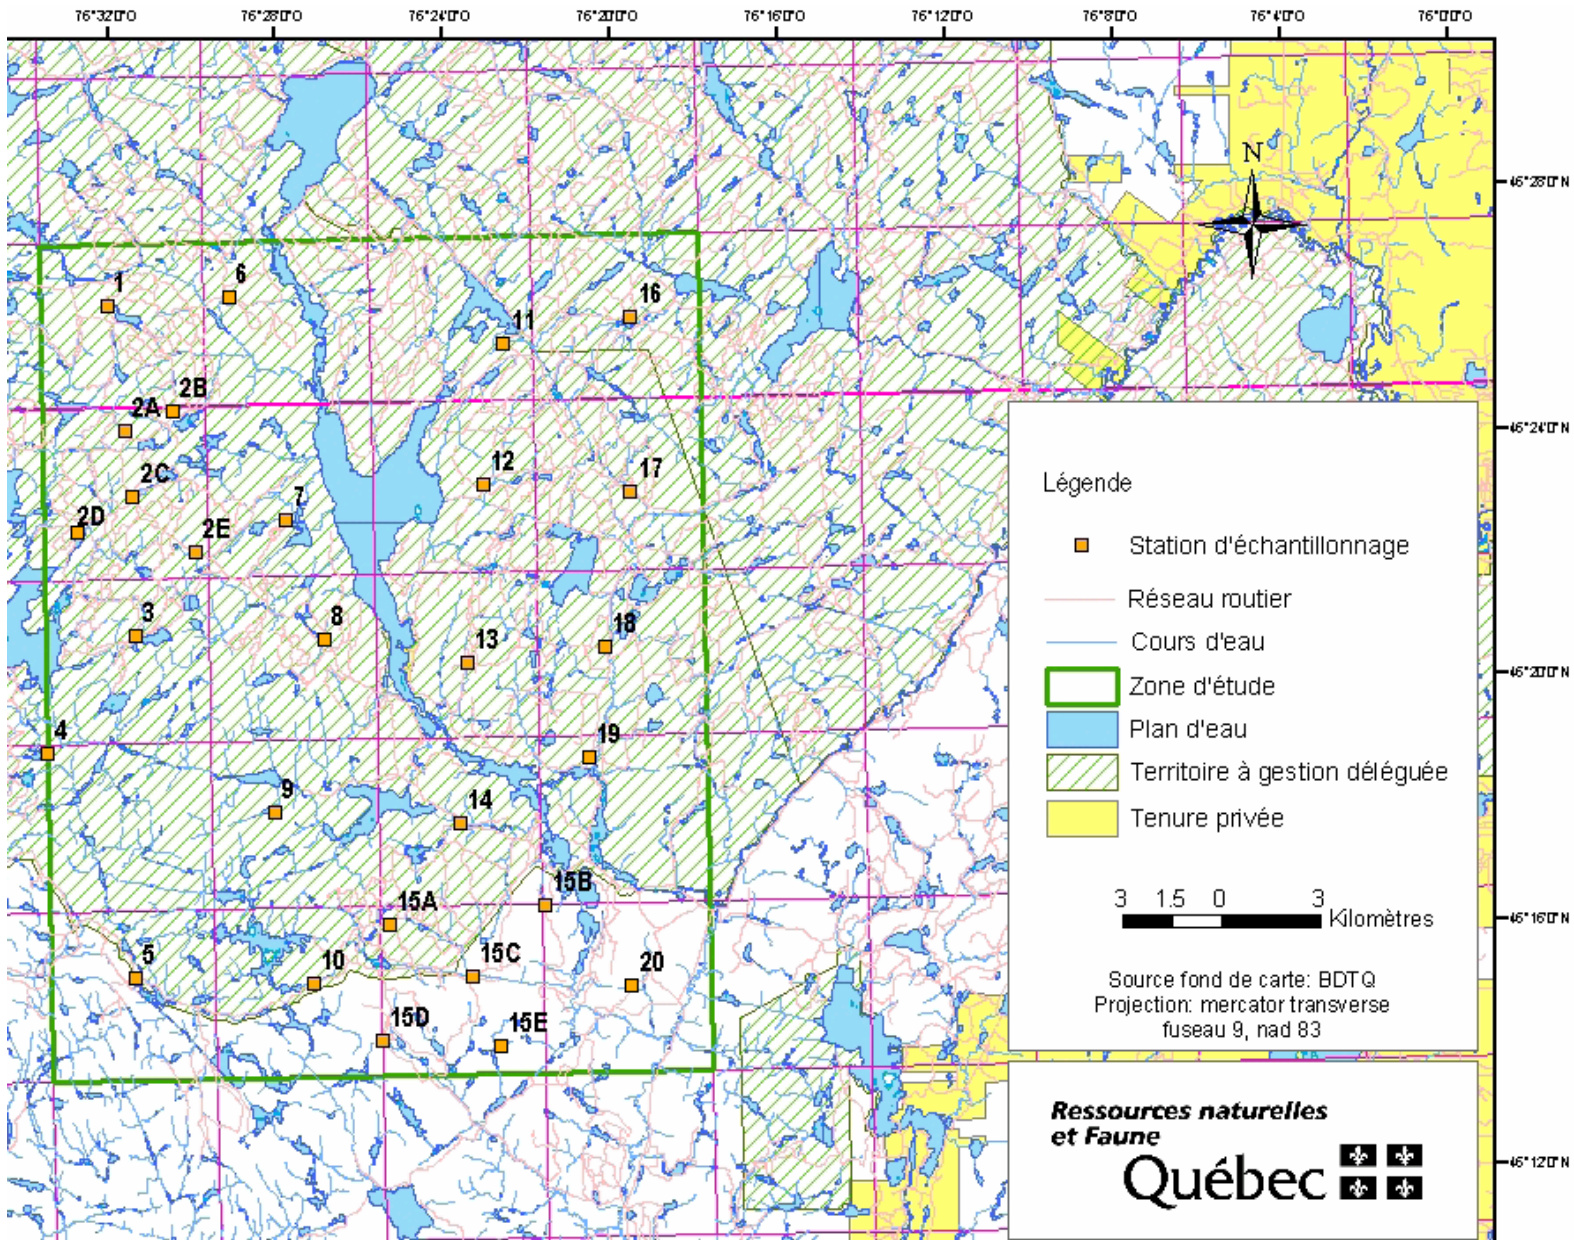 76°32'0"O 76°28'0"O 76°24'0"O 76°20'0"O 76°16'0"O 76°12'0"O 76°8'0"O 76°4'0"O 76°0'0"O
N
46°28'0"N
1
6
16
11
2B
2A
46°24'0"N
2C
12
17
7
2D
2E
3
8
13
18
46°20'0"N
4
19
9
14
15B
15A
46°16'0"N
5
10
15C
20
15D
15E
46°12'0"N
Légende
Station d'échantillonnage
Réseau routier
Cours d'eau
Zone d'étude
Plan d'eau
Territoire à gestion déléguée
Tenure privée
3 1.5 0 3
Kilomètres
Source fond de carte: BDTQ
Projection: mercator transverse
fuseau 9, nad 83
Ressources naturelles
et Faune
Québec